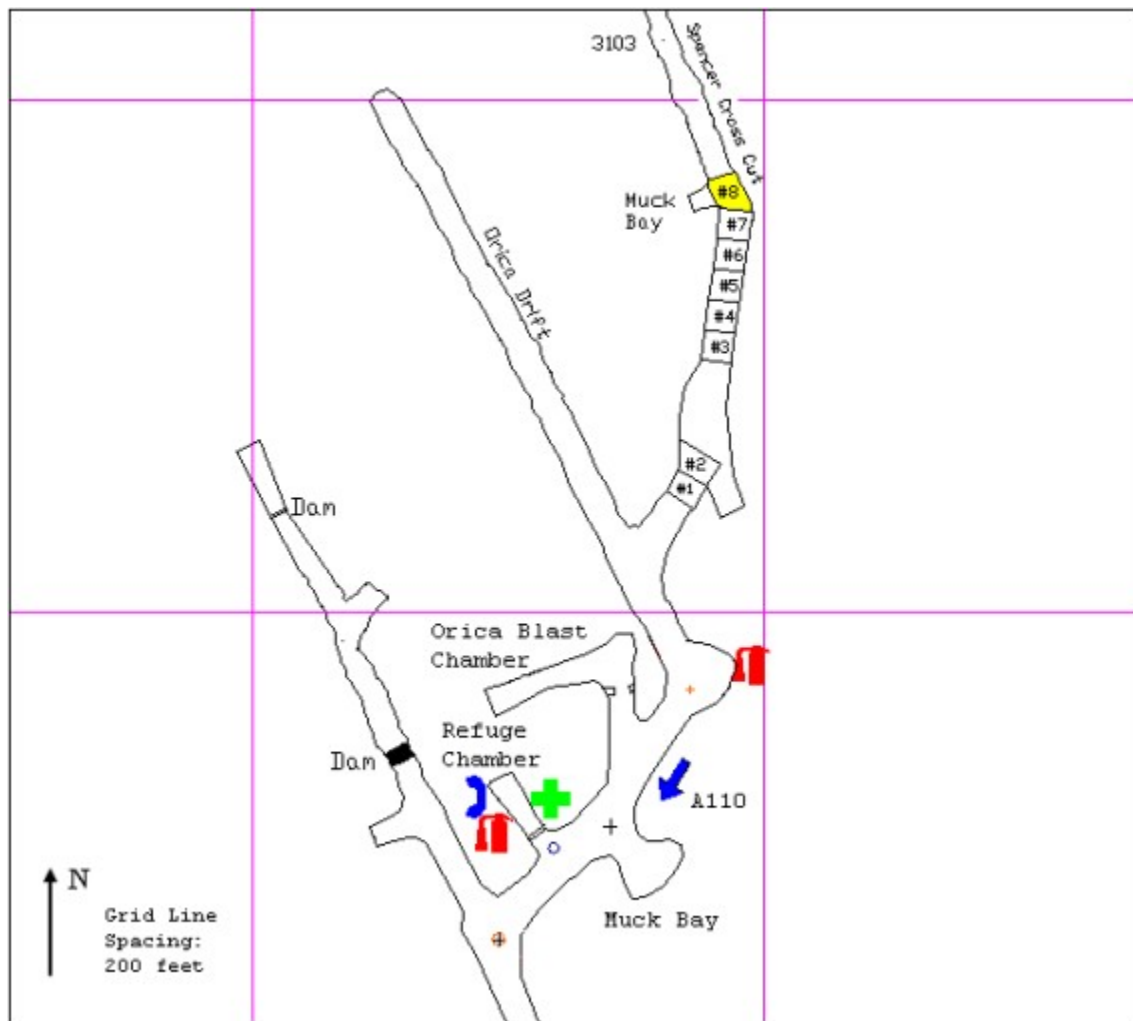 3103
Spencer Cross Cut
#8
Muck
Bay
#7
#6
Orica Drift
#5
#4
#3
#2
#1
Dam
Orica Blast
Chamber
Refuge
Chamber
Dam
A110
N
Grid Line
Spacing:
200 feet
Muck Bay